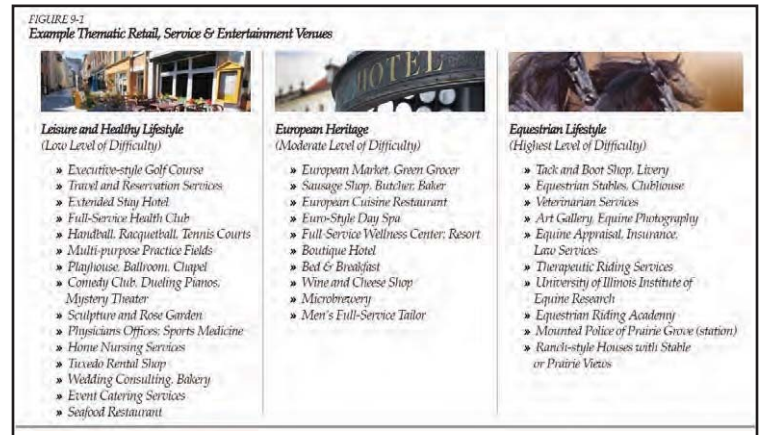 FIGURE 9-1
Example Thematic Retail, Service & Entertainment Venues
HOTEL
Leisure and Healthy Lifestyle
(Low Level of Difficulty)
» Executive-style Golf Course
» Travel and Reservation Services
» Extended Stay Hotel
» Full-Service Health Club
» Handball, Racquetball, Tennis Courts
» Multi-purpose Practice Fields
» Playhouse, Ballroom, Chapel
» Comedy Club, Dueling Pianos,
Mystery Theater
» Sculpture and Rose Garden
» Physicians Offices; Sports Medicine
» Home Nursing Services
» Tuxedo Rental Shop
» Wedding Consulting, Bakery
» Event Catering Services
» Seafood Restaurant
European Heritage
(Moderate Level of Difficulty)
» European Market, Green Grocer
» Sausage Shop, Butcher, Baker
» European Cuisine Restaurant
» Euro-Style Day Spa
» Full-Service Wellness Center; Resort
» Boutique Hotel
» Bed & Breakfast
» Wine and Cheese Shop
» Microbrewery
» Men's Full-Service Tailor
Equestrian Lifestyle
(Highest Level of Difficulty)
» Tack and Boot Shop, Livery
» Equestrian Stables, Clubhouse
» Veterinarian Services
» Art Gallery, Equine Photography
» Equine Appraisal, Insurance,
Law Services
» Therapeutic Riding Services
» University of Illinois Institute of
Equine Research
» Equestrian Riding Academy
» Mounted Police of Prairie Grove (station)
» Ranch-style Houses with Stable
or Prairie Views